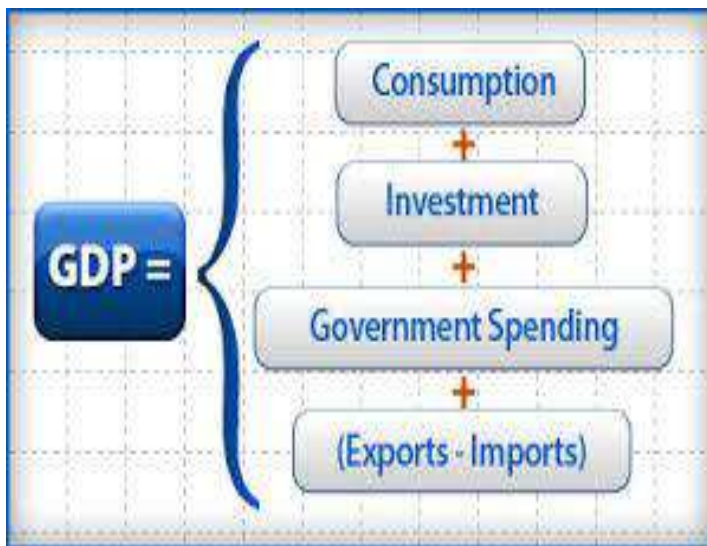 GDP =
Consumption
+
Investment
+
Government Spending
+
(Exports - Imports)